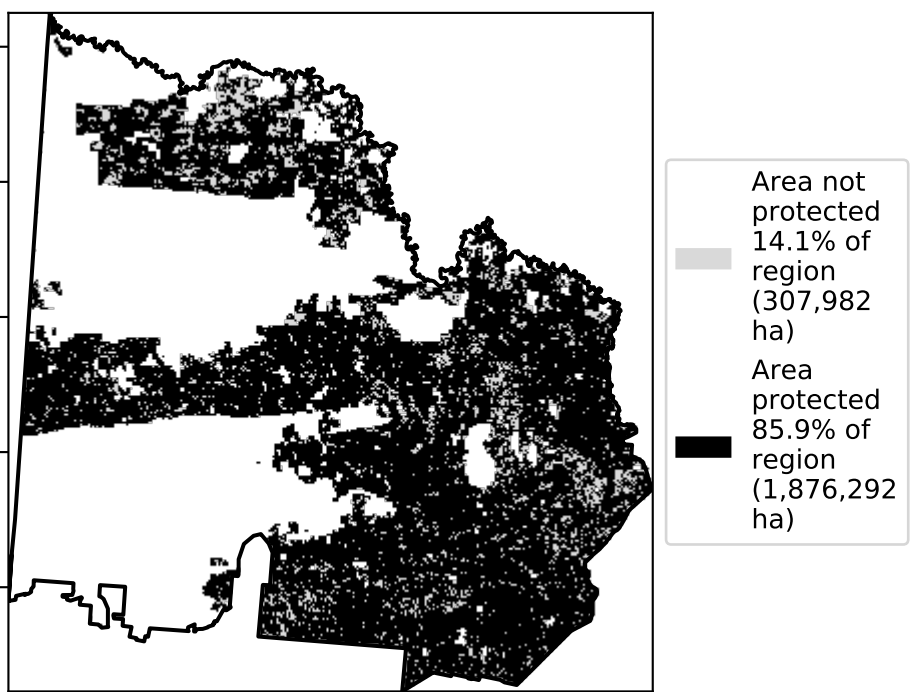 Area not
protected
14.1% of
region
(307,982
ha)
Area
protected
85.9% of
region
(1,876,292
ha)